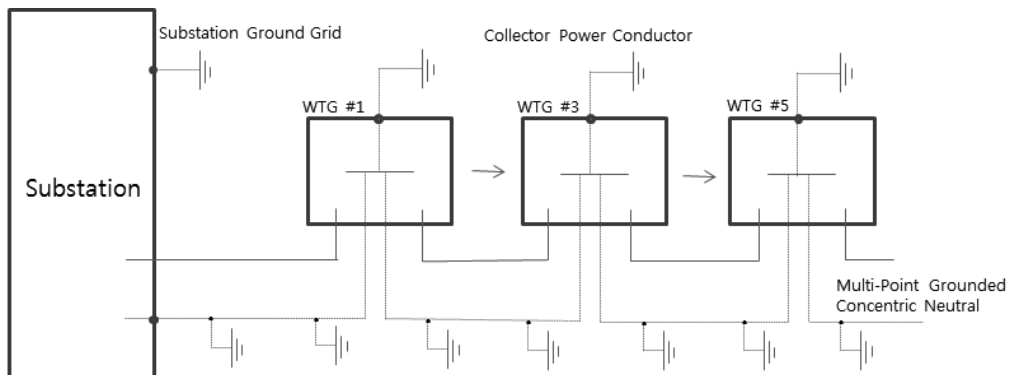 Substation Ground Grid
Collector Power Conductor
WTG #1
WTG #3
WTG #5
Substation
Multi-Point Grounded
Concentric Neutral